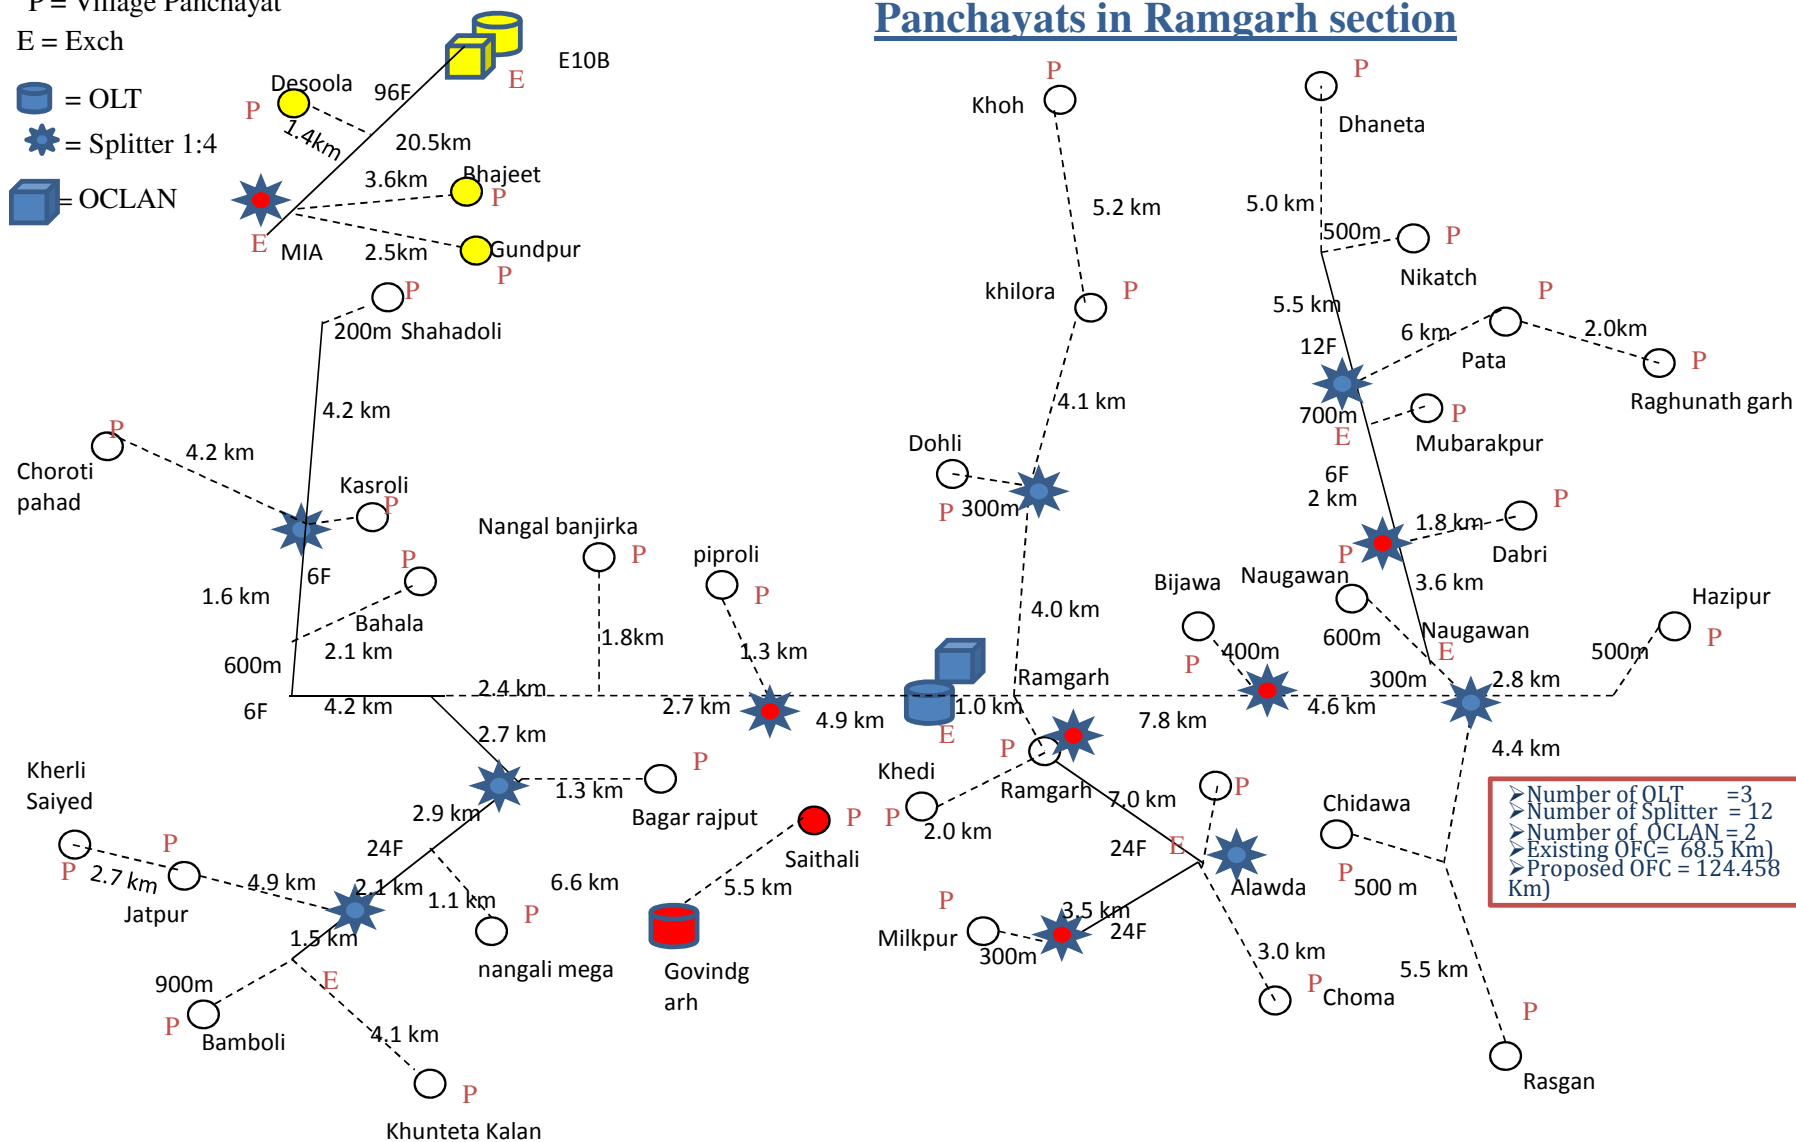 Panchayats in Ramgarh section
P = Village Panchayat
E = Exch
= OLT
= Splitter 1:4
= OCLAN
E10B
E
96F
Desoola
P
1.4km
20.5km
3.6km
Bhajeet
P
E
MIA
2.5km
Gundpur
P
P
200m Shahadoli
4.2 km
P
4.2 km
Choroti
pahad
Kasroli
P
6F
1.6 km
P
Bahala
2.1 km
600m
6F
4.2 km
2.4km
Nangal banjirka
P
1.8km
piproli
P
1.3 km
2.7 km
4.9 km
2.7 km
P
1.3 km
Bagar rajput
2.9 km
24F
Kherli
Saiyed
P
P
2.7 km
Jatpur
4.9 km
2.1 km
1.1 km
6.6 km
P
nangali mega
1.5 km
900m
E
P
Bamboli
4.1 km
P
Khunteta Kalan
P
Saithali
5.5 km
Govindg
arh
P
Khoh
5.2 km
khilora
P
4.1 km
Dohli
P
300m
4.0 km
Ramgarh
1.0 km
E
7.8 km
P
Ramgarh
Khedi
P
2.0 km
7.0 km
24F
P
E
Alawda
3.5 km
24F
P
Milkpur
300m
3.0 km
P
Choma
P
Dhaneta
5.0 km
500m
P
Nikatch
5.5 km
12F
P
6 km
2.0km
Pata
P
Raghunath garh
700m
E
P
Mubarakpur
6F
2 km
P
1.8 km
Dabri
P
3.6 km
Bijawa
P
400m
Naugawan
600m
Naugawan
E
300m
4.6 km
2.8 km
Hazipur
P
500m
4.4 km
Chidawa
P
500 m
5.5 km
P
Rasgan
➢Number of OLT =3
➢Number of Splitter = 12
➢Number of OCLAN = 2
➢Existing OFC= 68.5 Km)
➢Proposed OFC = 124.458
Km)